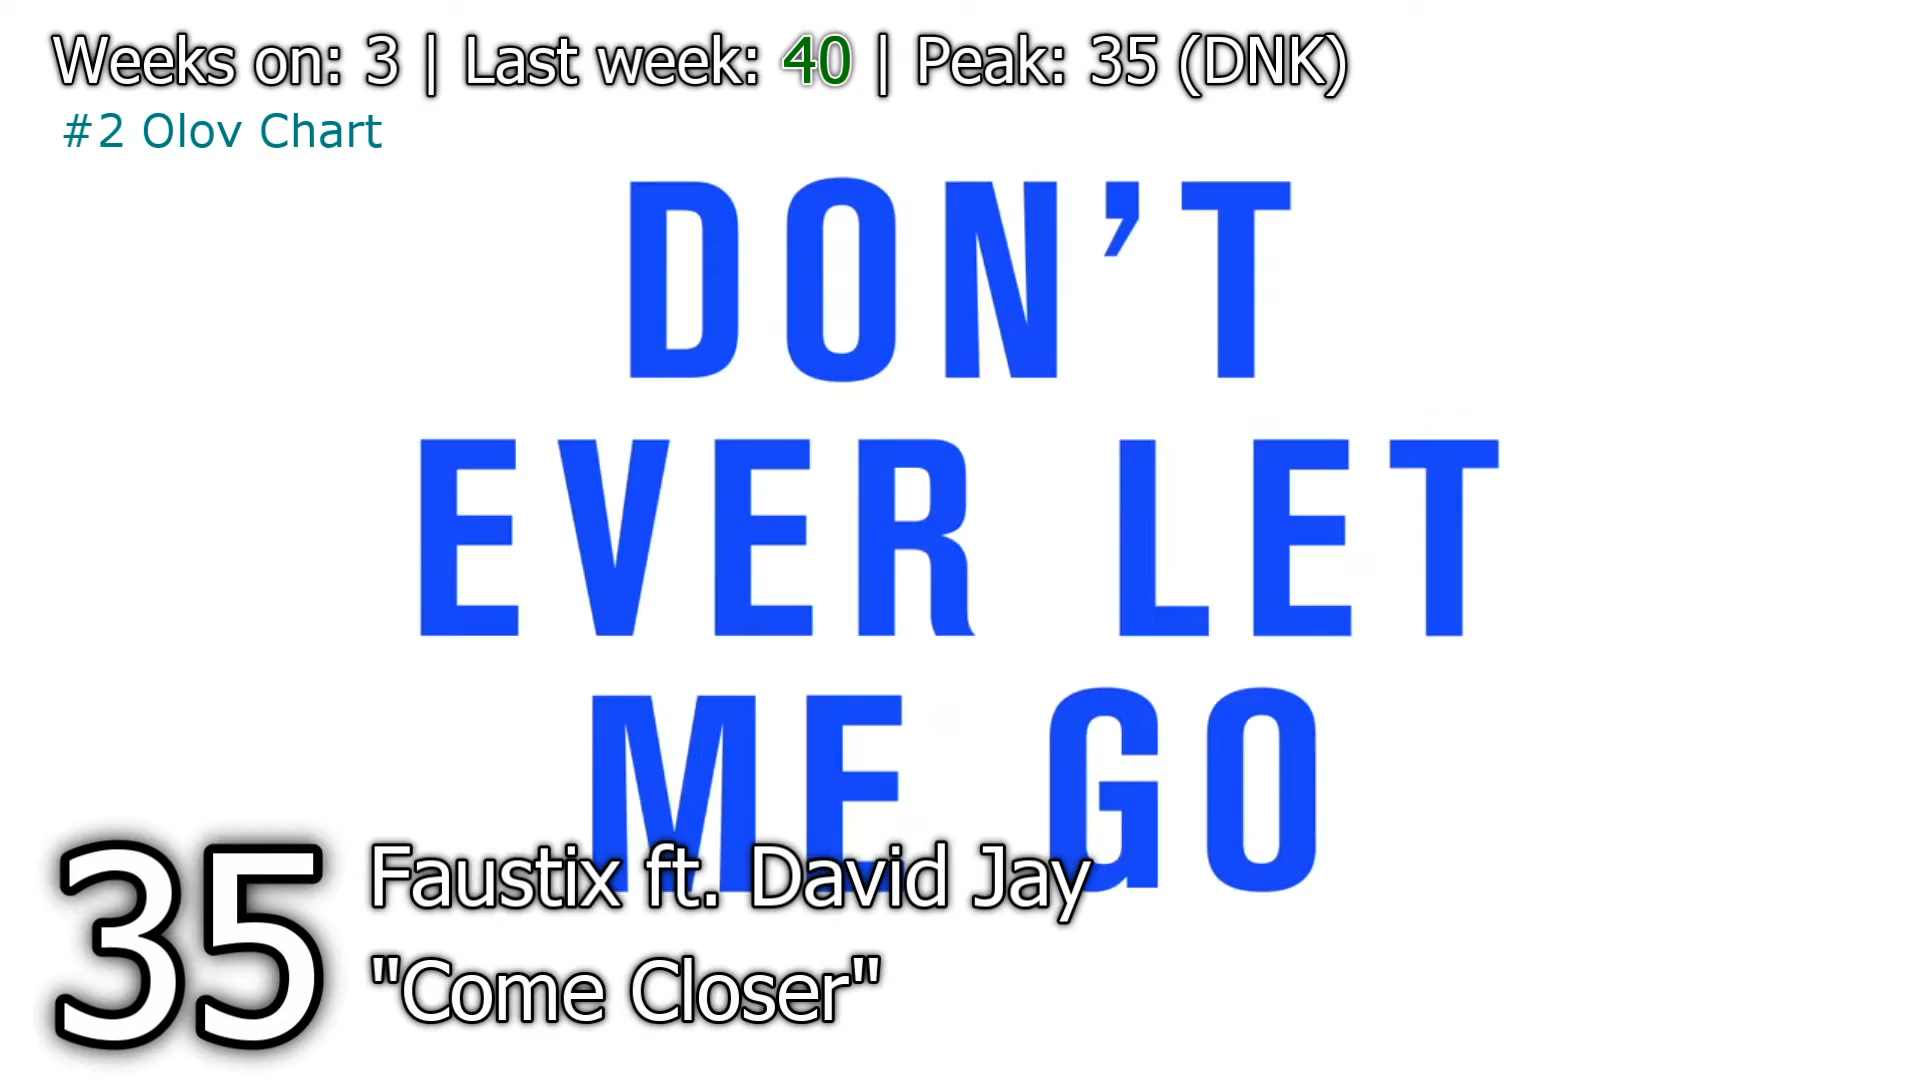 Weeks on: 3 | Last week: 40 | Peak: 35 (DNK)
#2 Olov Chart
DON’T
EVER LET
ME GO
35
Faustix ft. David Jay
"Come Closer"